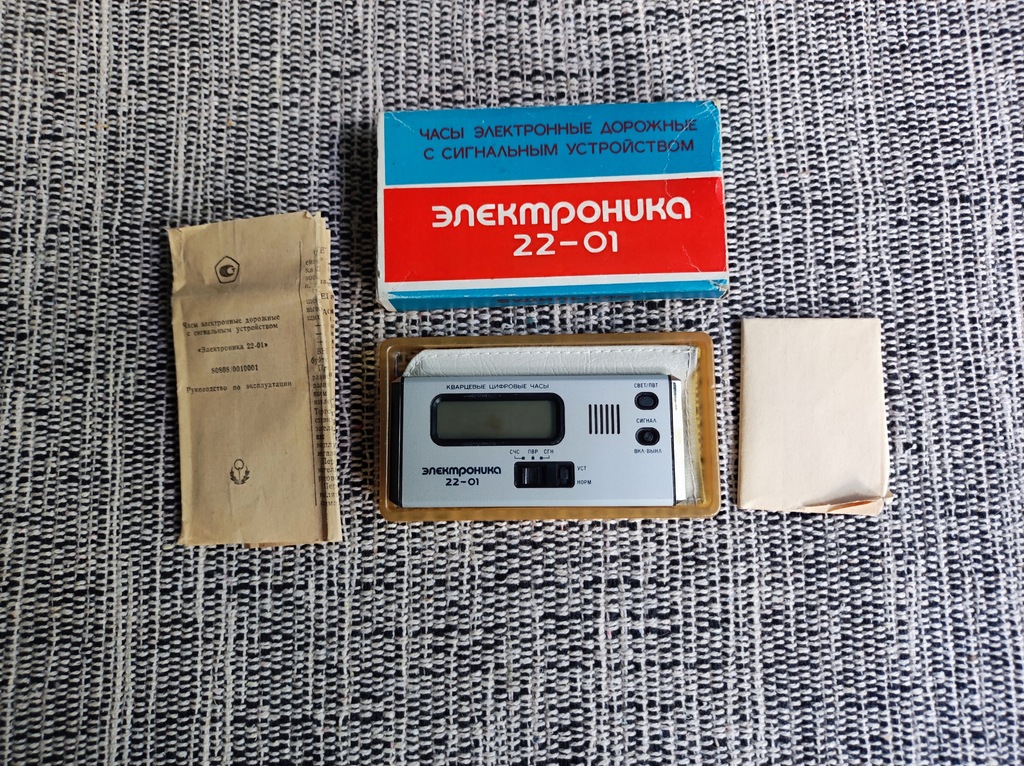 ЧАСЫ ЭЛЕКТРОННЫЕ ДОРОЖНЫЕ
С СИГНАЛЬНЫМ УСТРОЙСТВОМ
ЭЛЕКТРОНИКА
22-01
Часы электронные дорожные
с сигнальным устройством
«Электроника 22-01»
Руководство по эксплуатации
КВАРЦЕВЫЕ ЦИФРОВЫЕ ЧАСЫ
СВЕТ/ПВТ
СИГНАЛ
ВКЛ-ВЫКЛ
СЧС ПВР СГН
ЭЛЕКТРОНИКА
22-01
УСТ
НОРМ